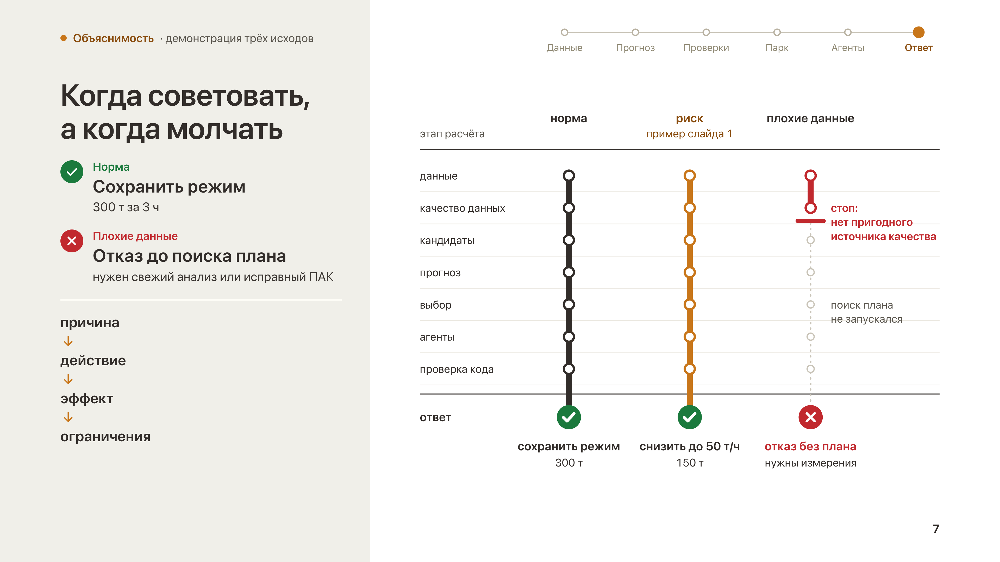 Объяснимость · демонстрация трёх исходов
Когда советовать,
а когда молчать
Норма
Сохранить режим
300 т за 3 ч
Плохие данные
Отказ до поиска плана
нужен свежий анализ или исправный ПАК
причина
действие
эффект
ограничения
Данные Прогноз Проверки Парк Агенты Ответ
норма риск плохие данные
этап расчёта пример слайда 1
данные
качество данных стоп:
нет пригодного
кандидаты источника качества
прогноз
выбор поиск плана
не запускался
агенты
проверка кода
ответ
сохранить режим снизить до 50 т/ч отказ без плана
300 т 150 т нужны измерения
7